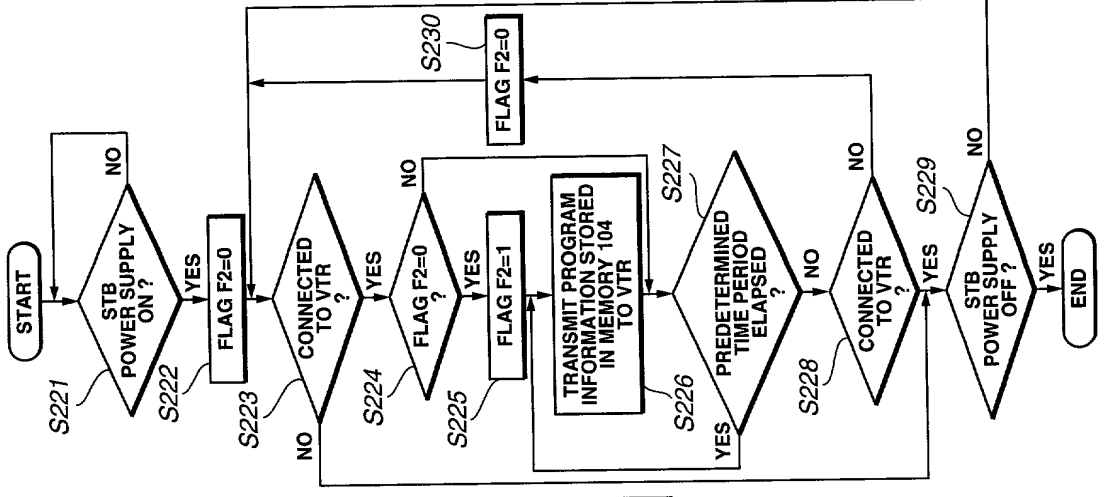 START
S221
STB
POWER SUPPLY
ON ?
NO
YES
S222
FLAG F2=0
S223
CONNECTED
TO VTR
?
NO
YES
S224
FLAG F2=0
?
NO
YES
S225
FLAG F2=1
TRANSMIT PROGRAM
INFORMATION STORED
IN MEMORY 104
TO VTR
S226
S227
PREDETERMINED
TIME PERIOD
ELAPSED
?
YES
NO
S228
CONNECTED
TO VTR
?
NO
YES
S230
FLAG F2=0
S229
STB
POWER SUPPLY
OFF ?
NO
YES
END